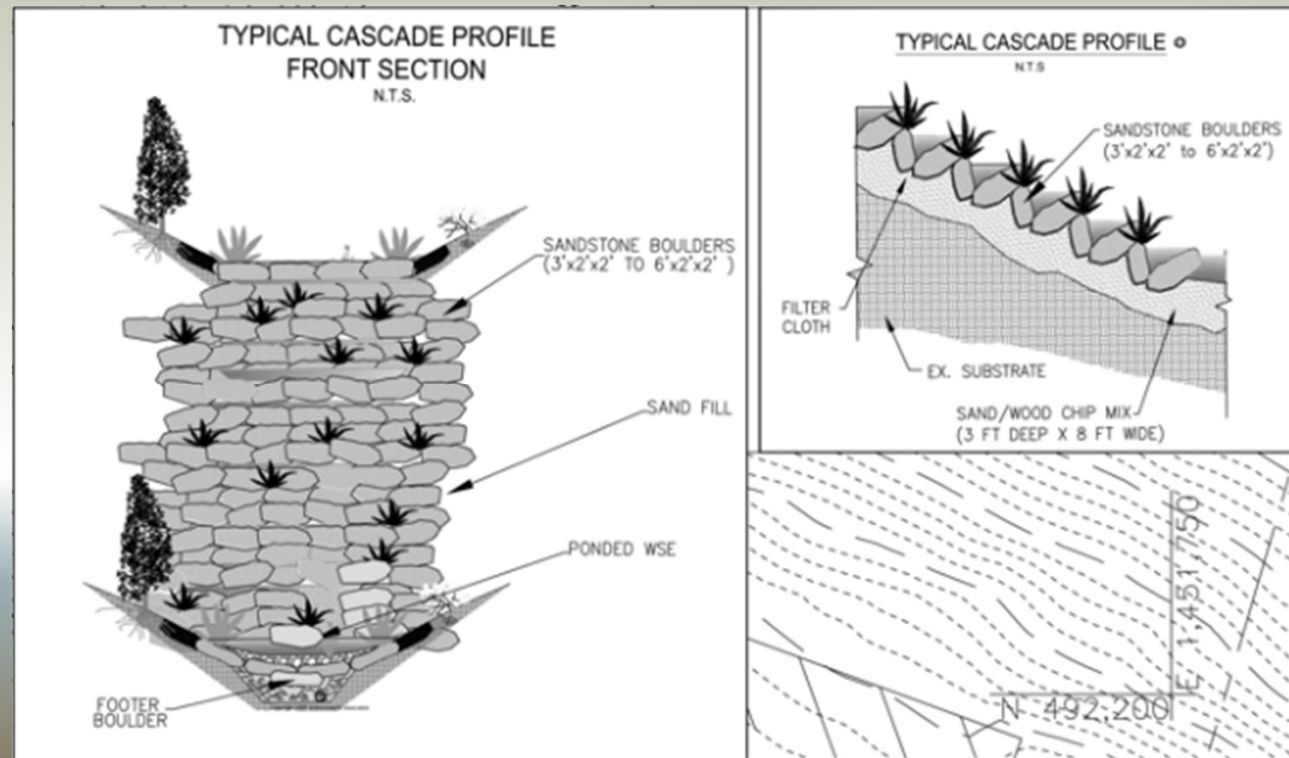 TYPICAL CASCADE PROFILE
FRONT SECTION
N.T.S.
SANDSTONE BOULDERS
(3'x2'x2' TO 6'x2'x2' )
SAND FILL
PONDED WSE
FOOTER
BOULDER
TYPICAL CASCADE PROFILE
N.T.S
SANDSTONE BOULDERS
(3'x2'x2' to 6'x2'x2')
FILTER
CLOTH
EX. SUBSTRATE
SAND/WOOD CHIP MIX
(3 FT DEEP X 8 FT WIDE)
E 1,451,750
N 492,200